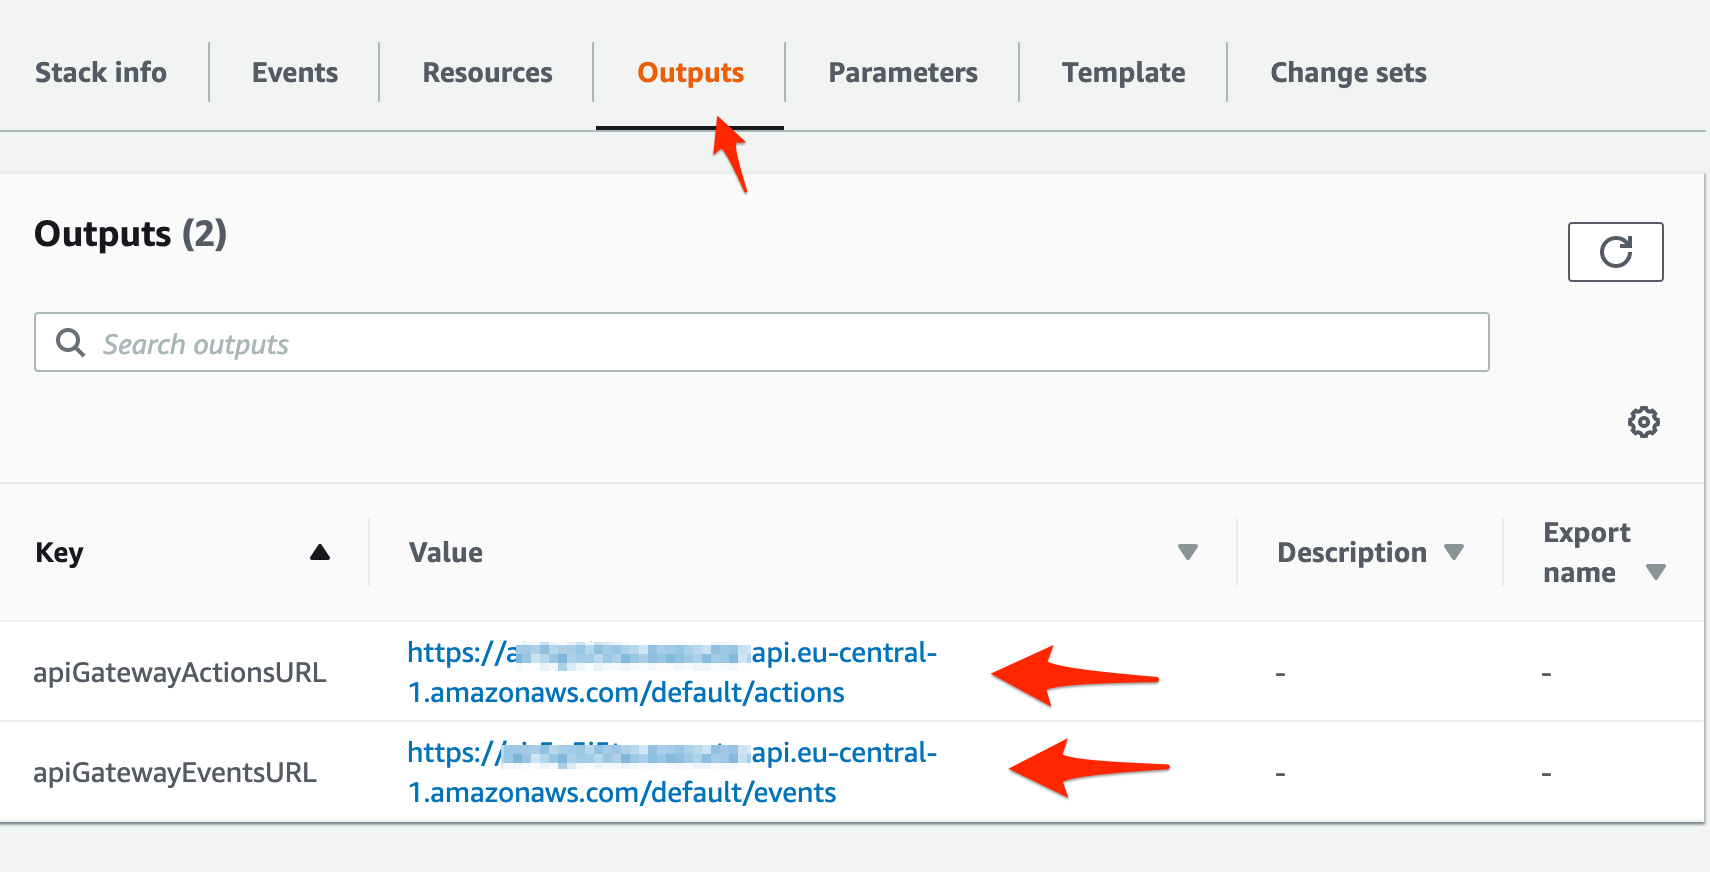 Stack info Events Resources Outputs Parameters Template Change sets
Outputs (2)
Search outputs
Key Value Description Export name
apiGatewayActionsURL https:// api.eu-central-
1.amazonaws.com/default/actions - -
apiGatewayEventsURL https:// api.eu-central-
1.amazonaws.com/default/events - -